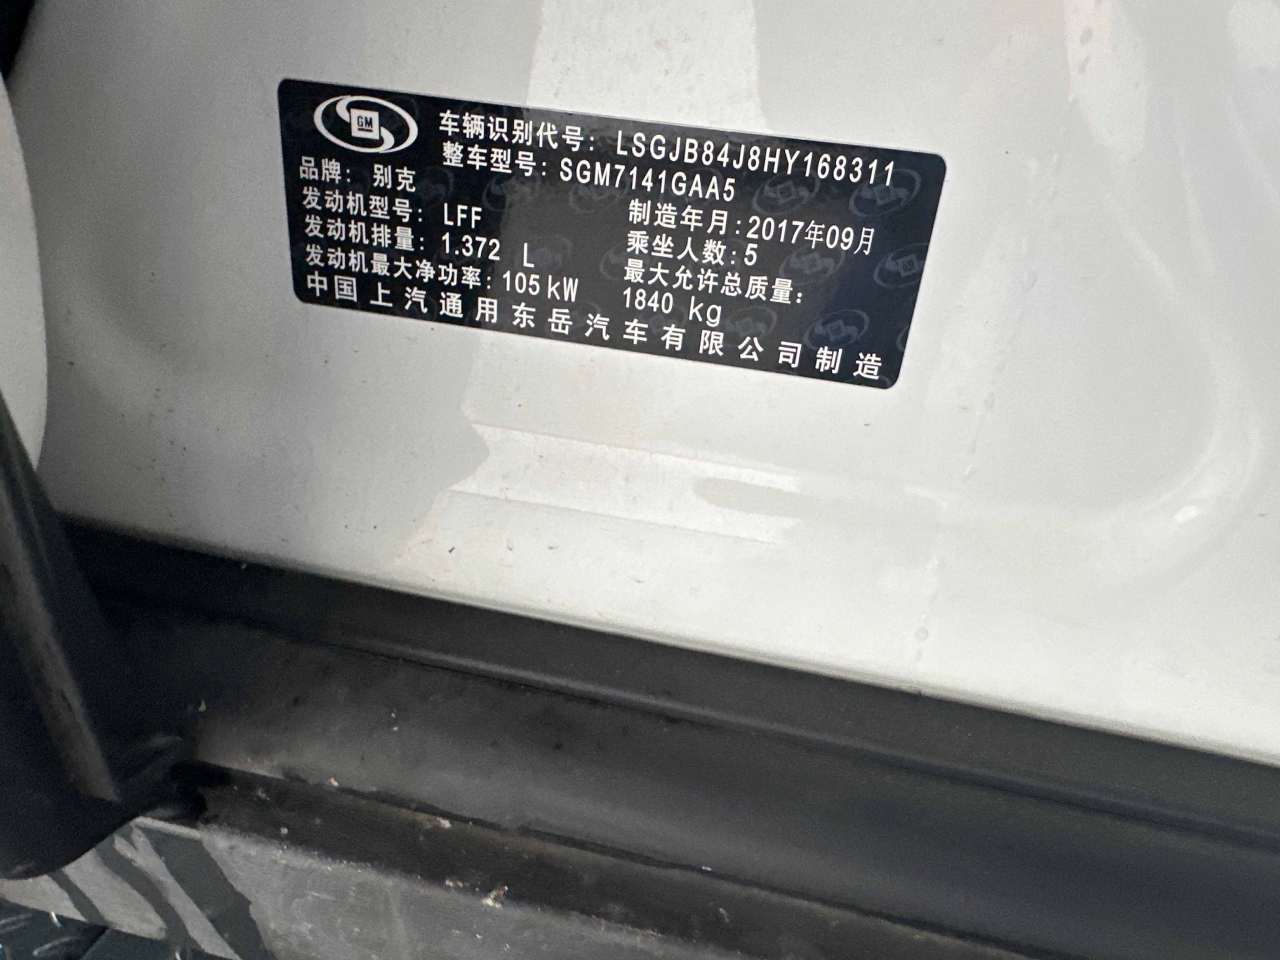 GM
车辆识别代号: LSGJB84J8HY168311
整车型号: SGM7141GAA5
品牌: 别克
发动机型号: LFF
制造年月:2017年09月
发动机排量: 1.372 L
乘坐人数:5
发动机最大净功率: 105 kW
最大允许总质量:
1840 kg
中国上汽通用东岳汽车有限公司制造